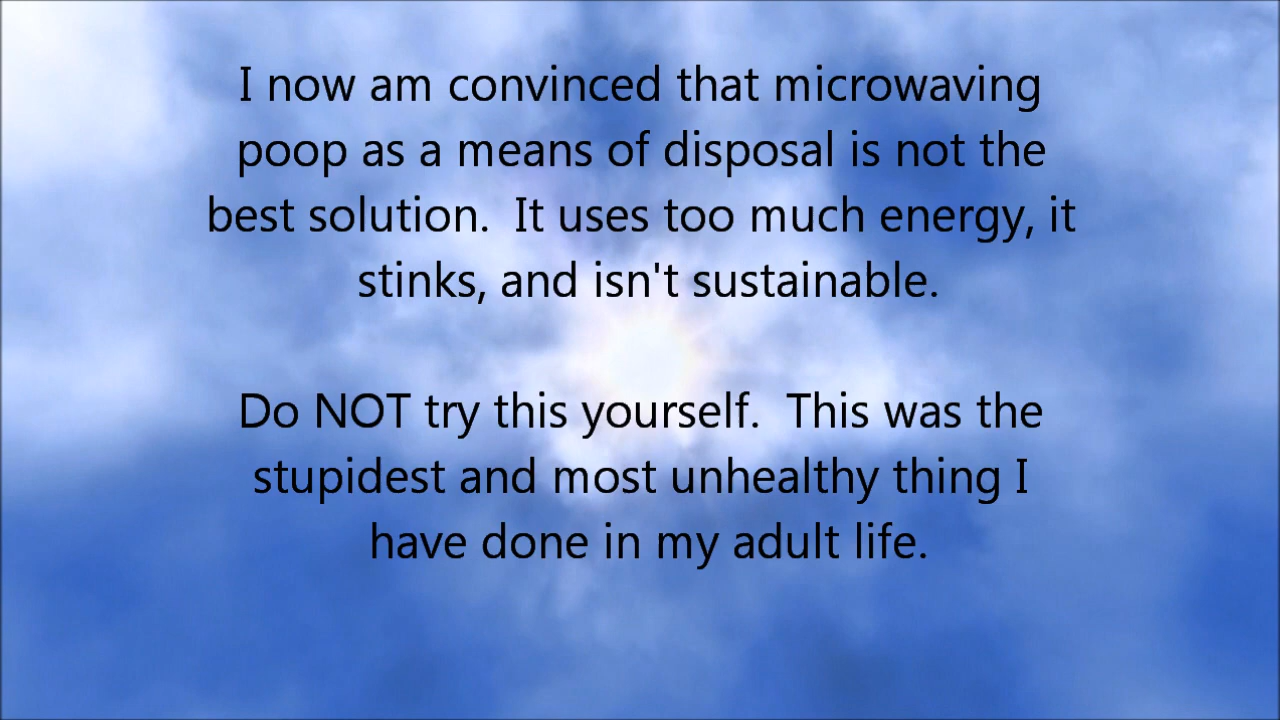 I now am convinced that microwaving
poop as a means of disposal is not the
best solution.  It uses too much energy, it
stinks, and isn't sustainable.
Do NOT try this yourself.  This was the
stupidest and most unhealthy thing I
have done in my adult life.